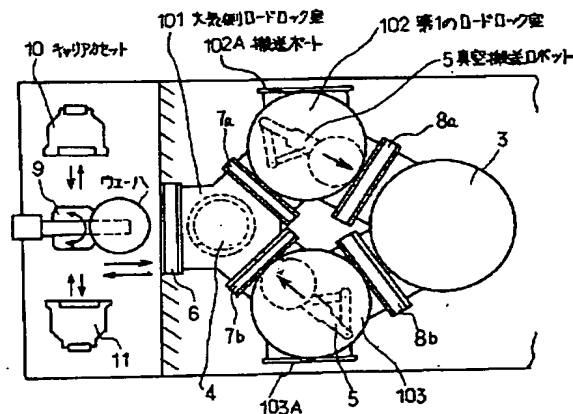 101 大気側ロードロック室
102 第1のロードロック室
10 キャリアカセット
102A 搬送ポート
5 真空搬送ロボット
7a
8a
3
9
ウェーハ
6
7b
8b
11
4
5
103
103A